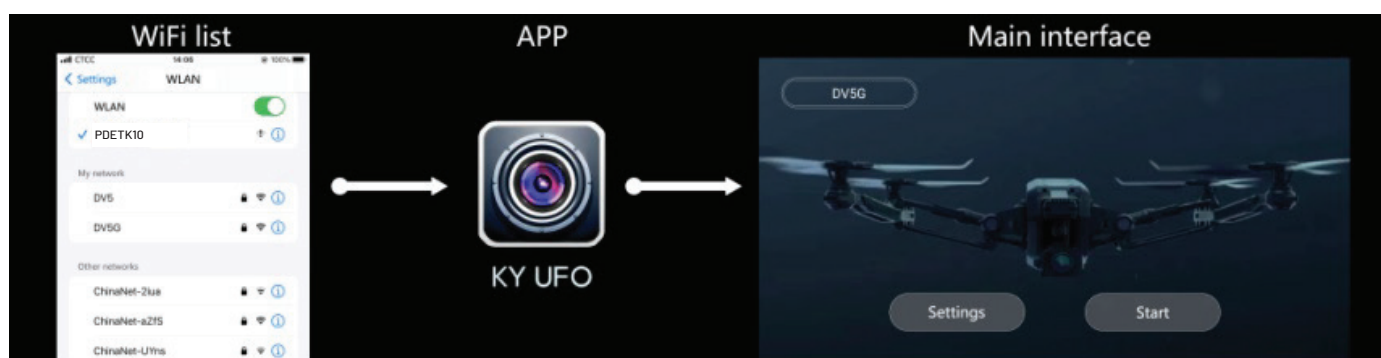 WiFi list
APP
Main interface
CTCC 14:06 100%
Settings WLAN
WLAN
PDETK10
My network
DV5
DV5G
Other networks
ChinaNet-2iue
ChinaNet-aZfS
ChinaNet-UYns
KY UFO
DV5G
Settings
Start